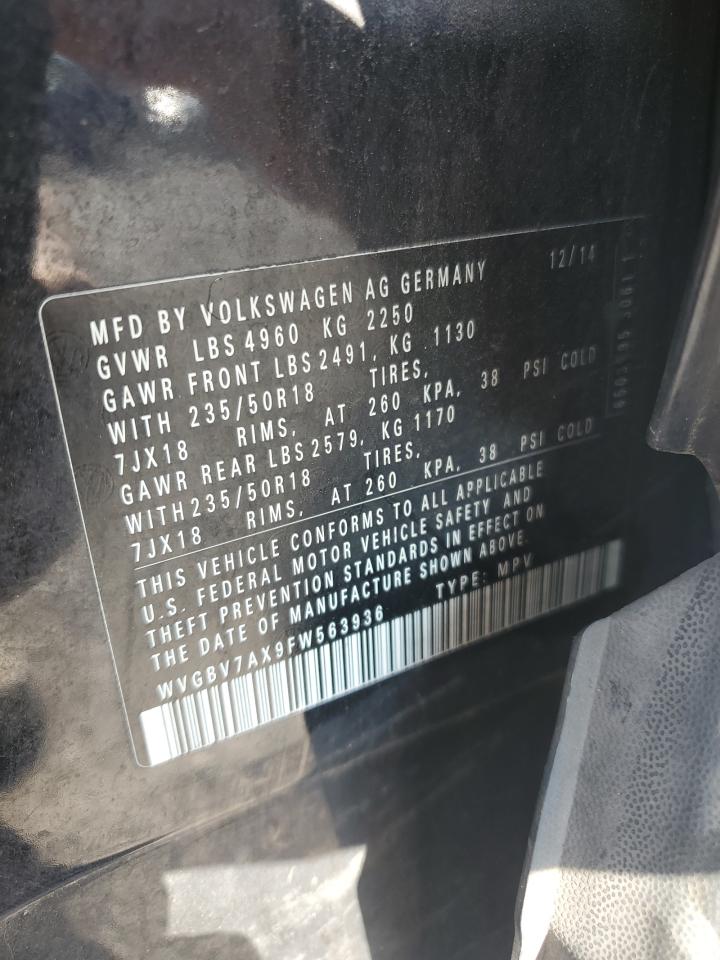 MFD BY VOLKSWAGEN AG GERMANY 12/14
GVWR LBS 4960 KG 2250
GAWR FRONT LBS 2491, KG 1130
WITH 235/50R18 TIRES,
7JX18 RIMS, AT 260 KPA, 38 PSI COLD
GAWR REAR LBS 2579, KG 1170
WITH 235/50R18 TIRES,
7JX18 RIMS, AT 260 KPA, 38 PSI COLD
THIS VEHICLE CONFORMS TO ALL APPLICABLE
U.S. FEDERAL MOTOR VEHICLE SAFETY AND
THEFT PREVENTION STANDARDS IN EFFECT ON
THE DATE OF MANUFACTURE SHOWN ABOVE.
WVGBV7AX9FW563936 TYPE: MPV